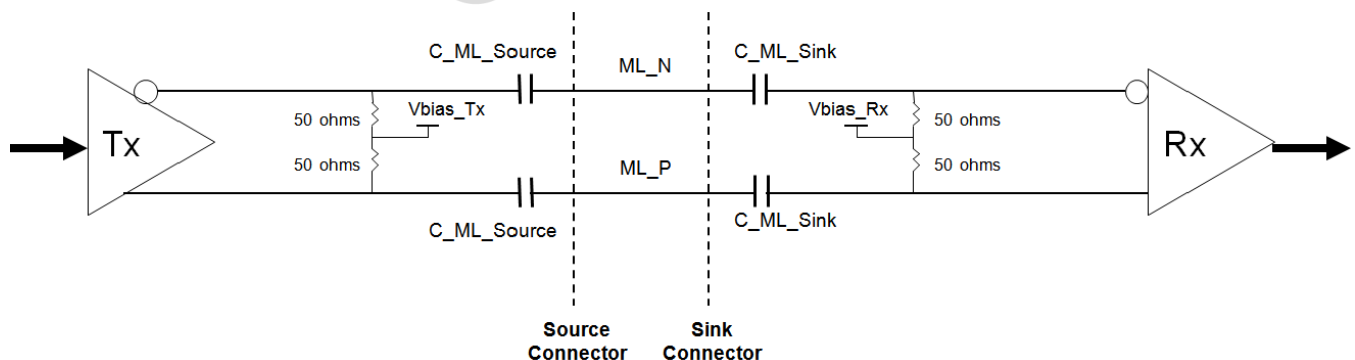 C_ML_Source
ML_N
C_ML_Sink
50 ohms
Vbias_Tx
Vbias_Rx
50 ohms
Tx
Rx
50 ohms
50 ohms
ML_P
C_ML_Source
C_ML_Sink
Source
Connector
Sink
Connector